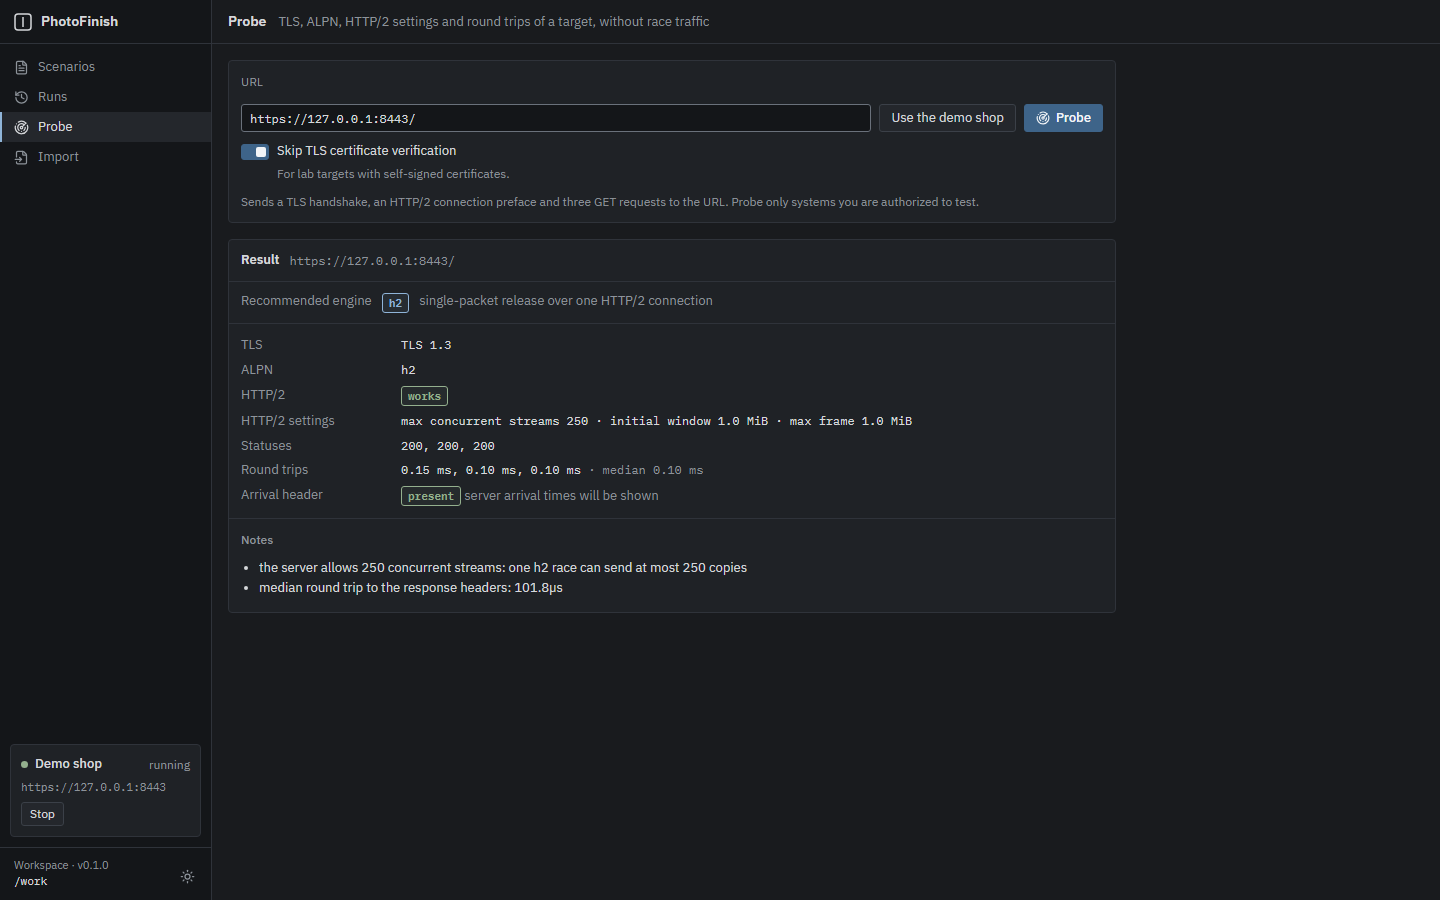 PhotoFinish
Probe TLS, ALPN, HTTP/2 settings and round trips of a target, without race traffic
Scenarios
Runs
Probe
Import
URL
https://127.0.0.1:8443/
Use the demo shop
Probe
Skip TLS certificate verification
For lab targets with self-signed certificates.
Sends a TLS handshake, an HTTP/2 connection preface and three GET requests to the URL. Probe only systems you are authorized to test.
Result https://127.0.0.1:8443/
Recommended engine h2 single-packet release over one HTTP/2 connection
TLS TLS 1.3
ALPN h2
HTTP/2 works
HTTP/2 settings max concurrent streams 250 · initial window 1.0 MiB · max frame 1.0 MiB
Statuses 200, 200, 200
Round trips 0.15 ms, 0.10 ms, 0.10 ms · median 0.10 ms
Arrival header present server arrival times will be shown
Notes
• the server allows 250 concurrent streams: one h2 race can send at most 250 copies
• median round trip to the response headers: 101.8µs
Demo shop running
https://127.0.0.1:8443
Stop
Workspace · v0.1.0
/work